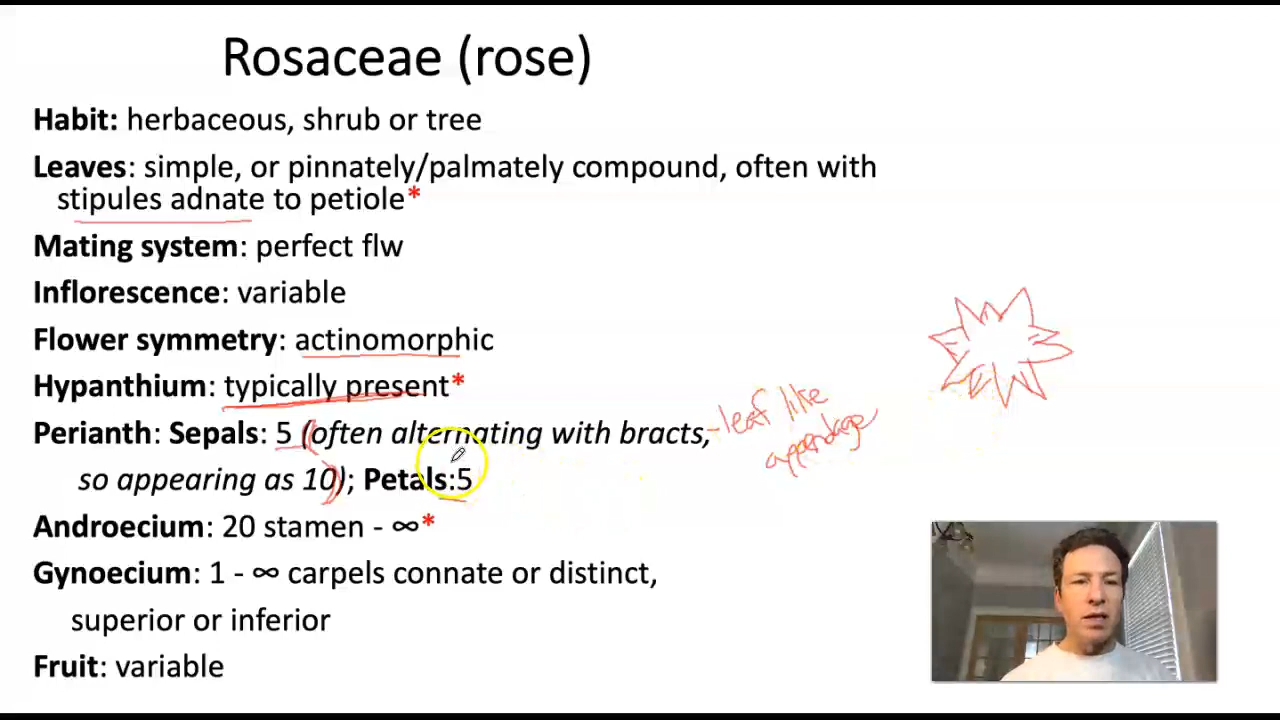 Rosaceae (rose)
Habit: herbaceous, shrub or tree
Leaves: simple, or pinnately/palmately compound, often with
stipules adnate to petiole*
Mating system: perfect flw
Inflorescence: variable
Flower symmetry: actinomorphic
Hypanthium: typically present*
Perianth: Sepals: 5 (often alternating with bracts,
so appearing as 10); Petals:5
-leaf like
appendage
Androecium: 20 stamen - ∞*
Gynoecium: 1 - ∞ carpels connate or distinct,
superior or inferior
Fruit: variable